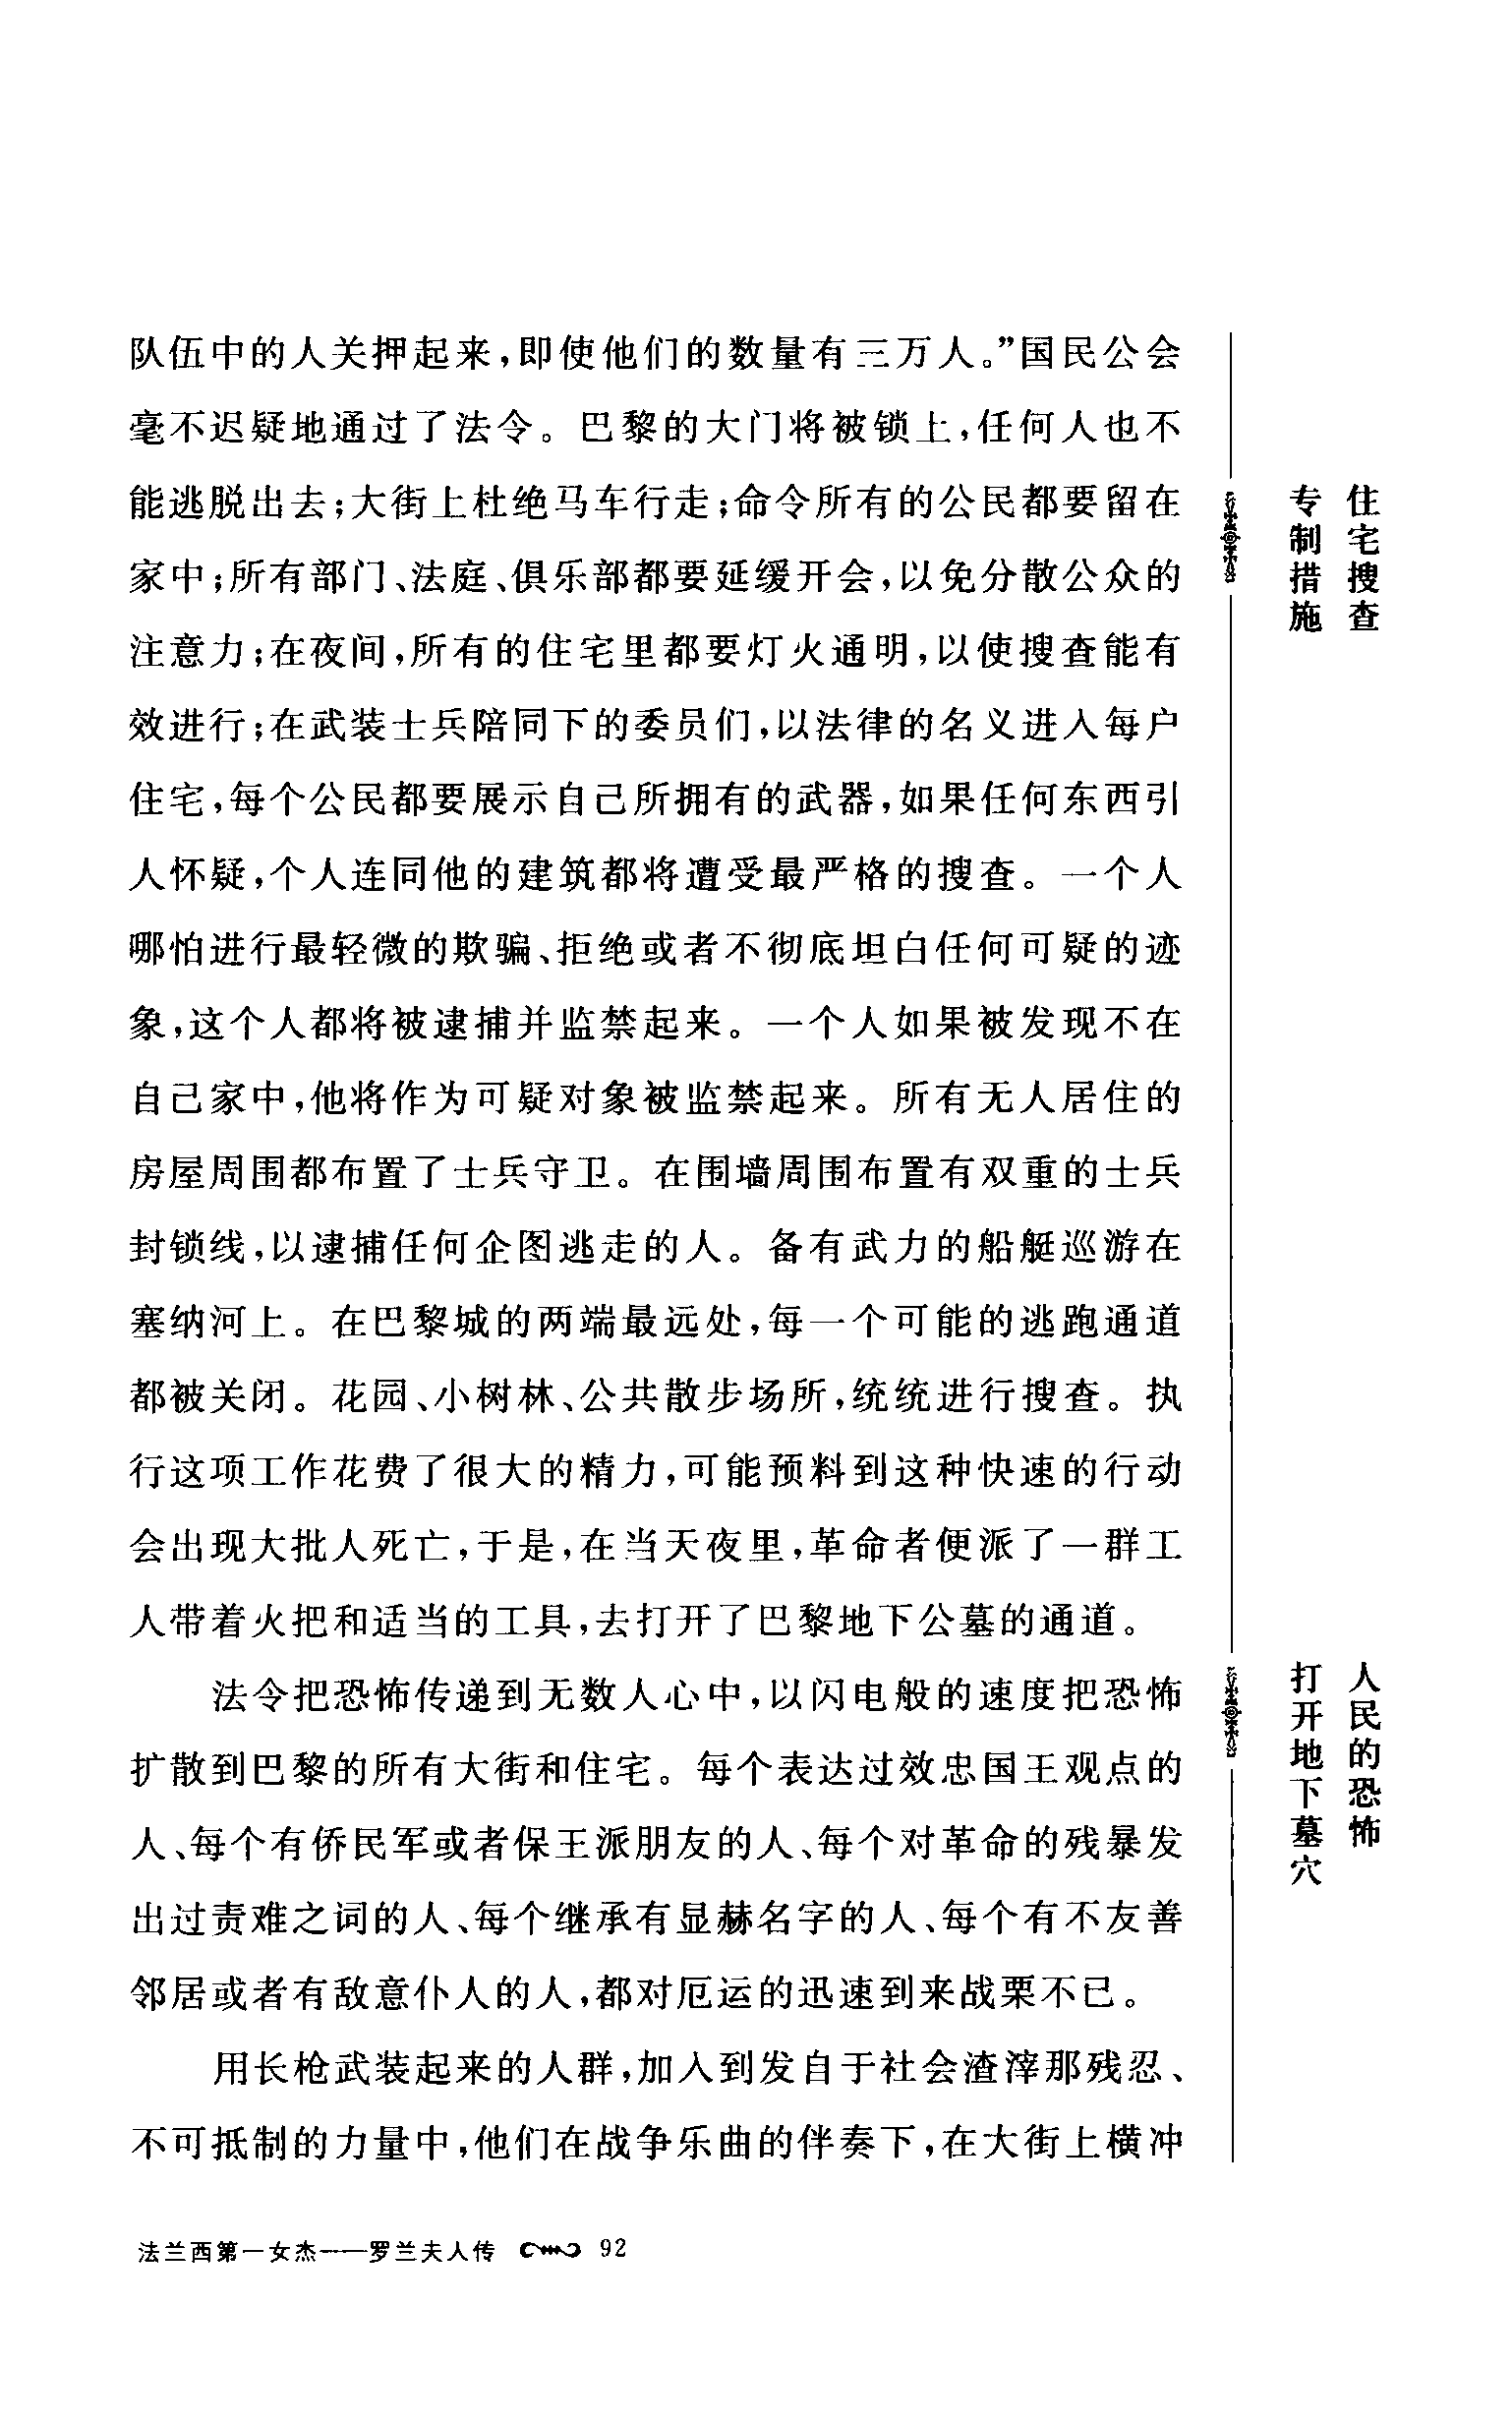 队伍中的人关押起来，即使他们的数量有三万人。”国民公会
毫不迟疑地通过了法令。巴黎的大门将被锁上，任何人也不
能逃脱出去；大街上杜绝马车行走；命令所有的公民都要留在
家中；所有部门、法庭、俱乐部都要延缓开会，以免分散公众的
注意力；在夜间，所有的住宅里都要灯火通明，以使搜查能有
效进行；在武装士兵陪同下的委员们，以法律的名义进入每户
住宅，每个公民都要展示自己所拥有的武器，如果任何东西引
人怀疑，个人连同他的建筑都将遭受最严格的搜查。一个人
哪怕进行最轻微的欺骗、拒绝或者不彻底坦白任何可疑的迹
象，这个人都将被逮捕并监禁起来。一个人如果被发现不在
自己家中，他将作为可疑对象被监禁起来。所有无人居住的
房屋周围都布置了士兵守卫。在围墙周围布置有双重的士兵
封锁线，以逮捕任何企图逃走的人。备有武力的船艇巡游在
塞纳河上。在巴黎城的两端最远处，每一个可能的逃跑通道
都被关闭。花园、小树林、公共散步场所，统统进行搜查。执
行这项工作花费了很大的精力，可能预料到这种快速的行动
会出现大批人死亡，于是，在当天夜里，革命者便派了一群工
人带着火把和适当的工具，去打开了巴黎地下公墓的通道。
法令把恐怖传递到无数人心中，以闪电般的速度把恐怖
扩散到巴黎的所有大街和住宅。每个表达过效忠国王观点的
人、每个有侨民军或者保王派朋友的人、每个对革命的残暴发
出过责难之词的人、每个继承有显赫名字的人、每个有不友善
邻居或者有敌意仆人的人，都对厄运的迅速到来战栗不已。
用长枪武装起来的人群，加入到发自于社会渣滓那残忍、
不可抵制的力量中，他们在战争乐曲的伴奏下，在大街上横冲
住宅搜查
专制措施
人民的恐怖
打开地下墓穴
法兰西第一女杰——罗兰夫人传 92